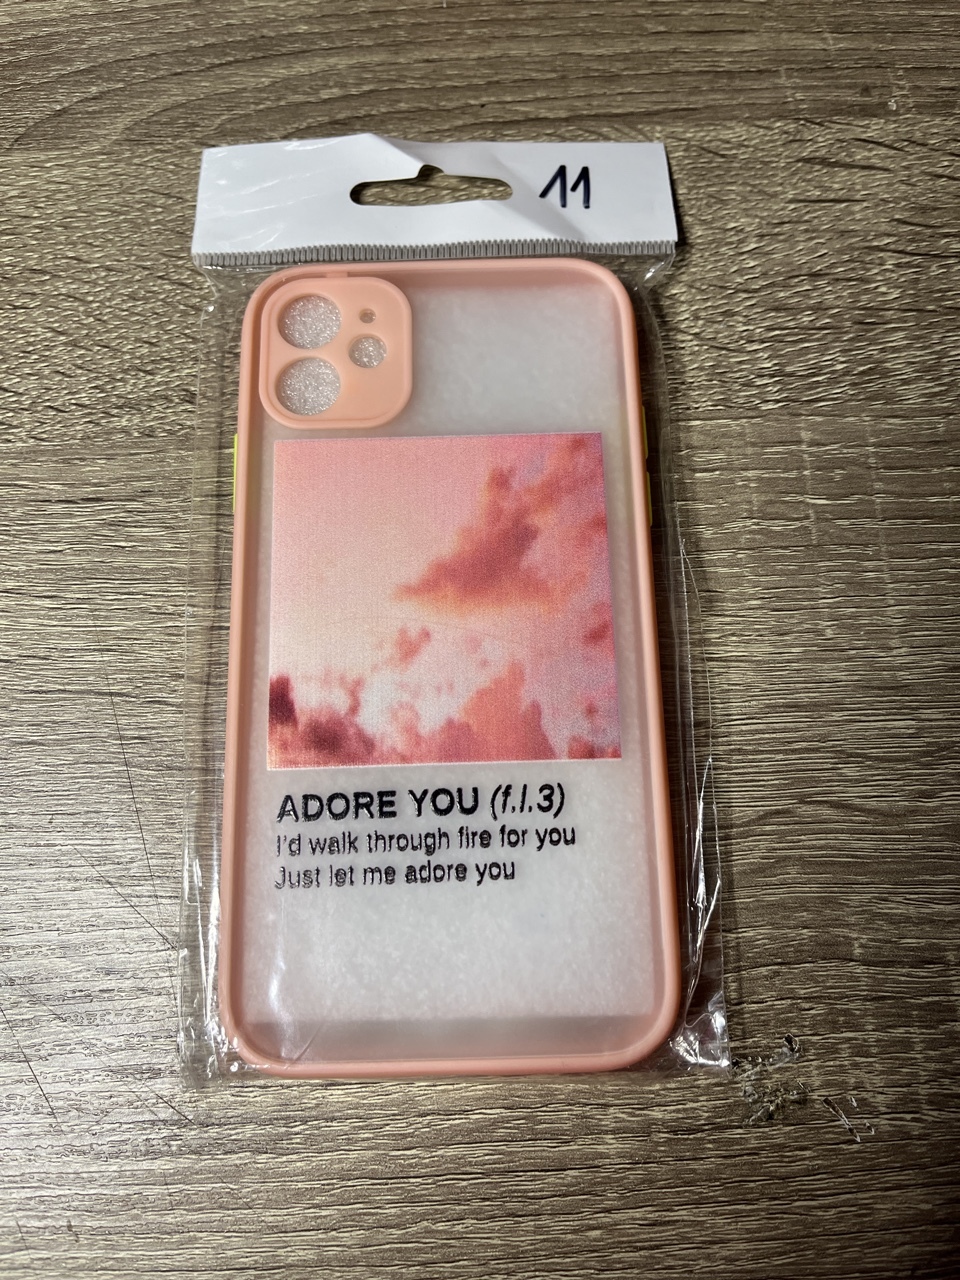 11
ADORE YOU (f.l.3)
I'd walk through fire for you
Just let me adore you